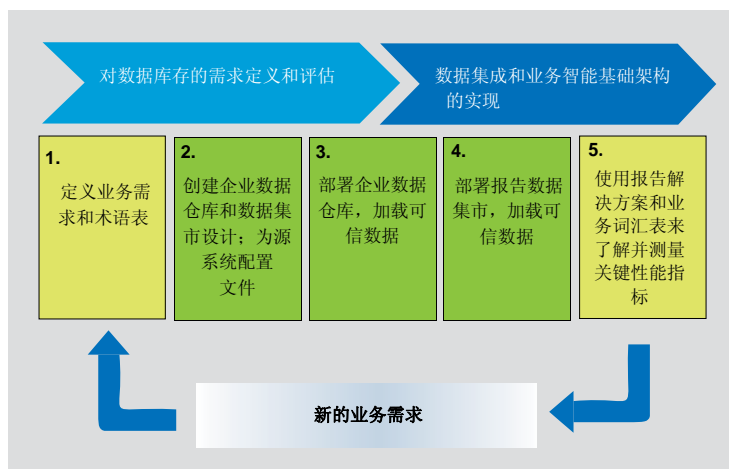 对数据库存的需求定义和评估
数据集成和业务智能基础架构
的实现
1.
定义业务需
求和术语表
2.
创建企业数据
仓库和数据集
市设计；为源
系统配置
文件
3.
部署企业数据
仓库，加载可
信数据
4.
部署报告数据
集市，加载可
信数据
5.
使用报告解
决方案和业
务词汇表来
了解并测量
关键性能指
标
新的业务需求